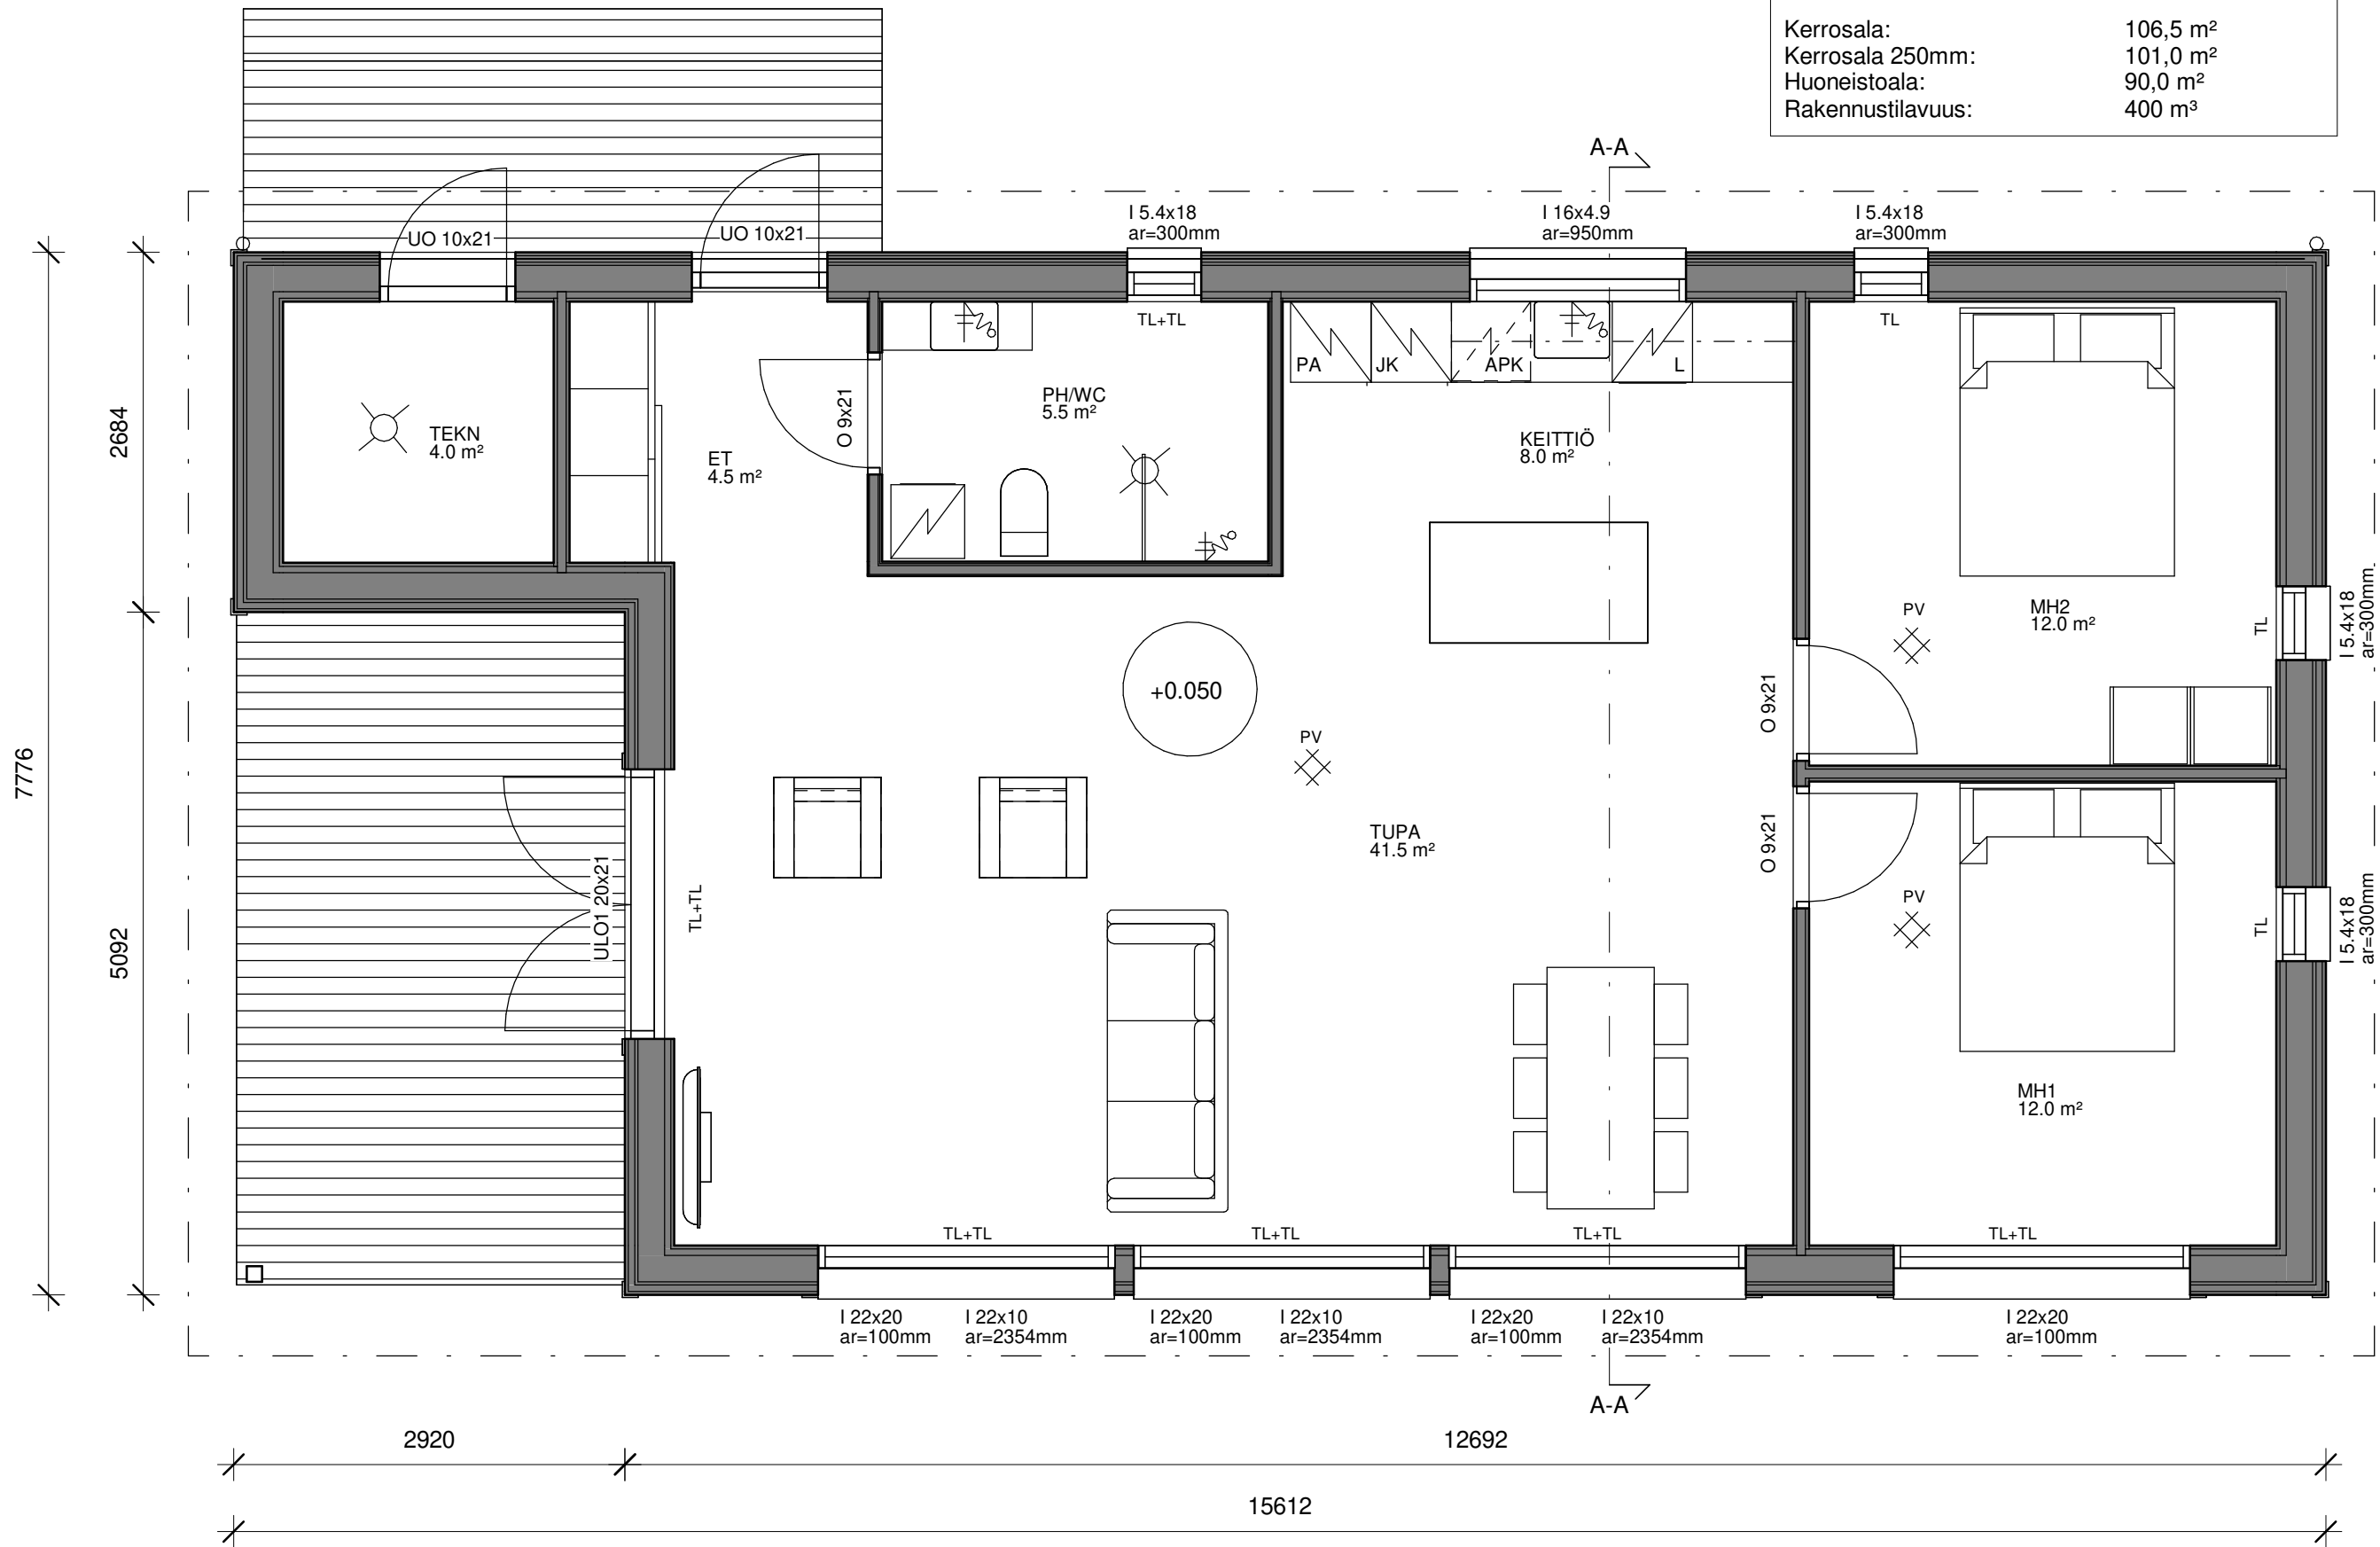 Kerrosala: 106,5 m²
Kerrosala 250mm: 101,0 m²
Huoneistoala: 90,0 m²
Rakennustilavuus: 400 m³
A-A
I 5.4x18
ar=300mm
I 16x4.9
ar=950mm
I 5.4x18
ar=300mm
UO 10x21
UO 10x21
TL+TL
TL
PA
JK
APK
L
TEKN
4.0 m²
ET
4.5 m²
O 9x21
PH/WC
5.5 m²
KEITTIÖ
8.0 m²
MH2
12.0 m²
PV
TL
I 5.4x18
ar=300mm
2684
7776
5092
+0.050
PV
O 9x21
TUPA
41.5 m²
O 9x21
ULO1 20x21
TL+TL
PV
TL
I 5.4x18
ar=300mm
MH1
12.0 m²
TL+TL
TL+TL
TL+TL
TL+TL
I 22x20
ar=100mm
I 22x10
ar=2354mm
I 22x20
ar=100mm
I 22x10
ar=2354mm
I 22x20
ar=100mm
I 22x10
ar=2354mm
I 22x20
ar=100mm
A-A
2920
12692
15612